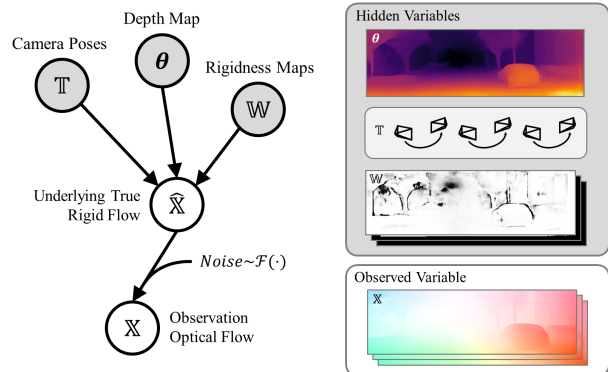 Depth Map
Camera Poses
θ
Rigidness Maps
𝕋
𝕎
Underlying True
Rigid Flow
𝕏̂
Noise~ℱ(·)
𝕏
Observation
Optical Flow
Hidden Variables
θ
𝕋
𝕎
Observed Variable
𝕏